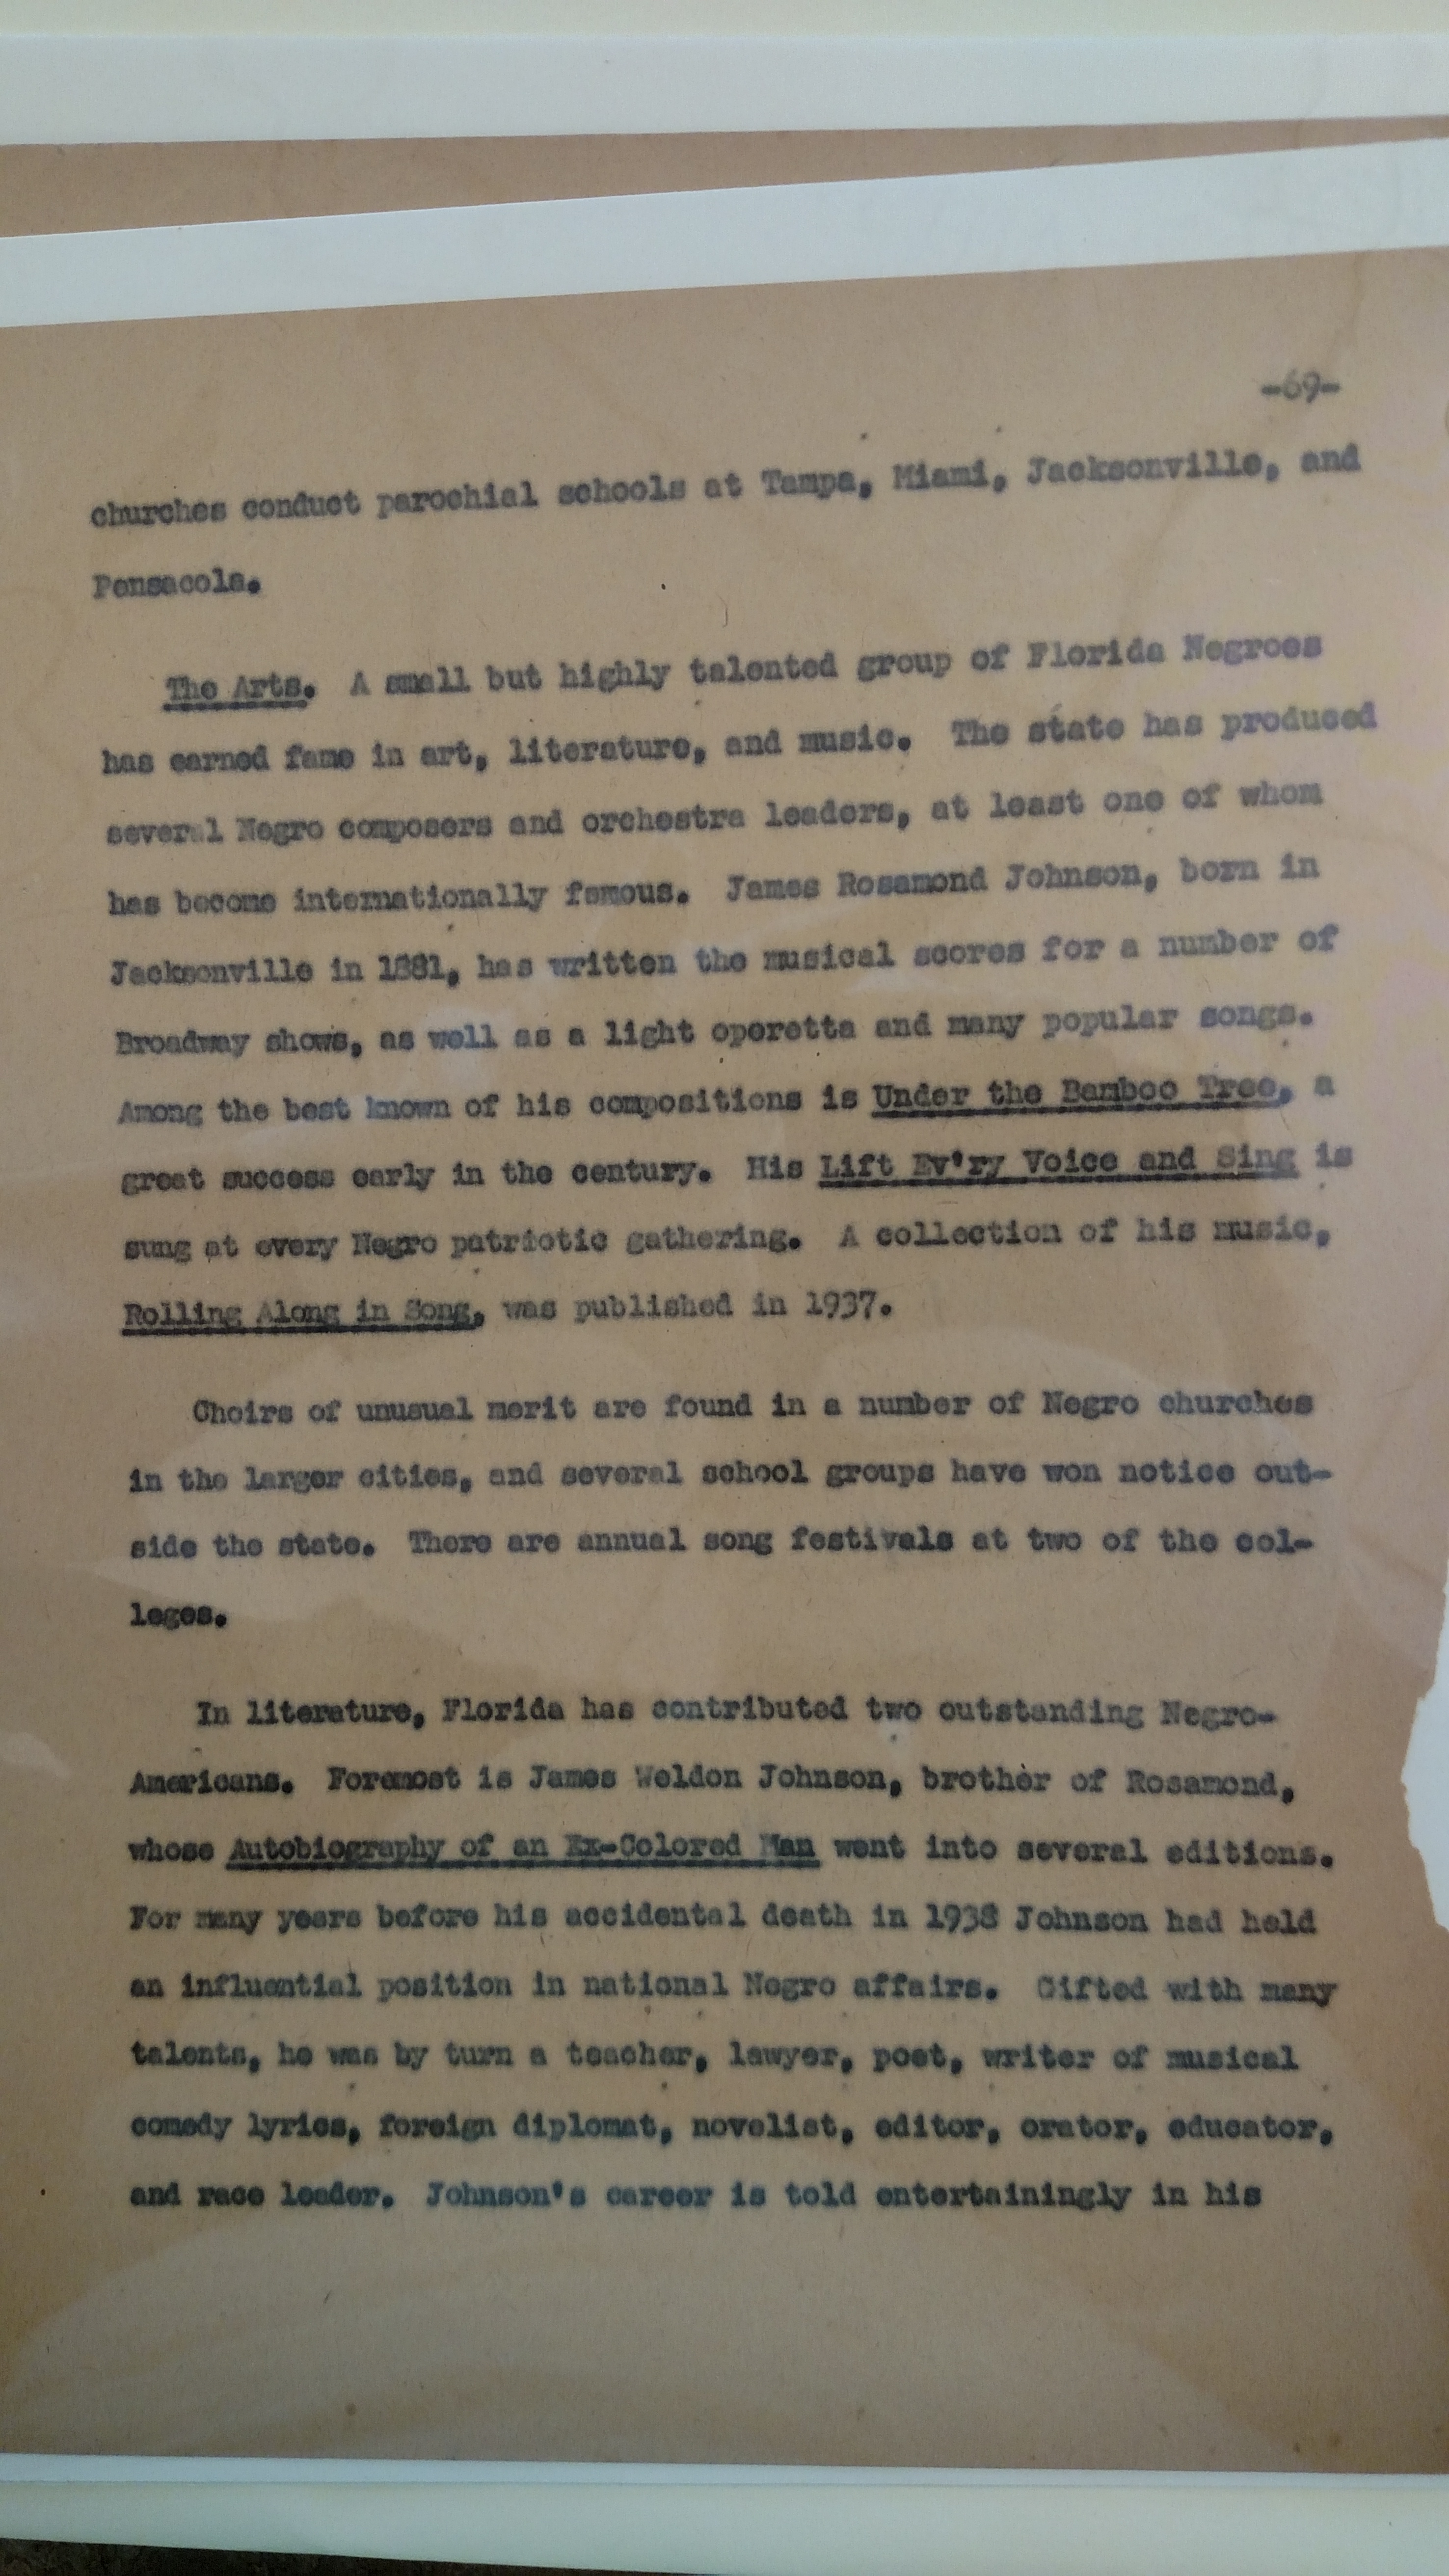 -69-
churches conduct parochial schools at Tampa, Miami, Jacksonville, and
Pensacola.
The Arts. A small but highly talented group of Florida Negroes
has earned fame in art, literature, and music. The state has produced
several Negro composers and orchestra leaders, at least one of whom
has become internationally famous. James Rosamond Johnson, born in
Jacksonville in 1881, has written the musical scores for a number of
Broadway shows, as well as a light operetta and many popular songs.
Among the best known of his compositions is Under the Bamboo Tree, a
great success early in the century. His Lift Ev'ry Voice and Sing is
sung at every Negro patriotic gathering. A collection of his music,
Rolling Along in Song, was published in 1937.
Choirs of unusual merit are found in a number of Negro churches
in the larger cities, and several school groups have won notice out-
side the state. There are annual song festivals at two of the col-
leges.
In literature, Florida has contributed two outstanding Negro-
Americans. Foremost is James Weldon Johnson, brother of Rosamond,
whose Autobiography of an Ex-Colored Man went into several editions.
For many years before his accidental death in 1938 Johnson had held
an influential position in national Negro affairs. Gifted with many
talents, he was by turn a teacher, lawyer, poet, writer of musical
comedy lyrics, foreign diplomat, novelist, editor, orator, educator,
and race leader. Johnson's career is told entertainingly in his